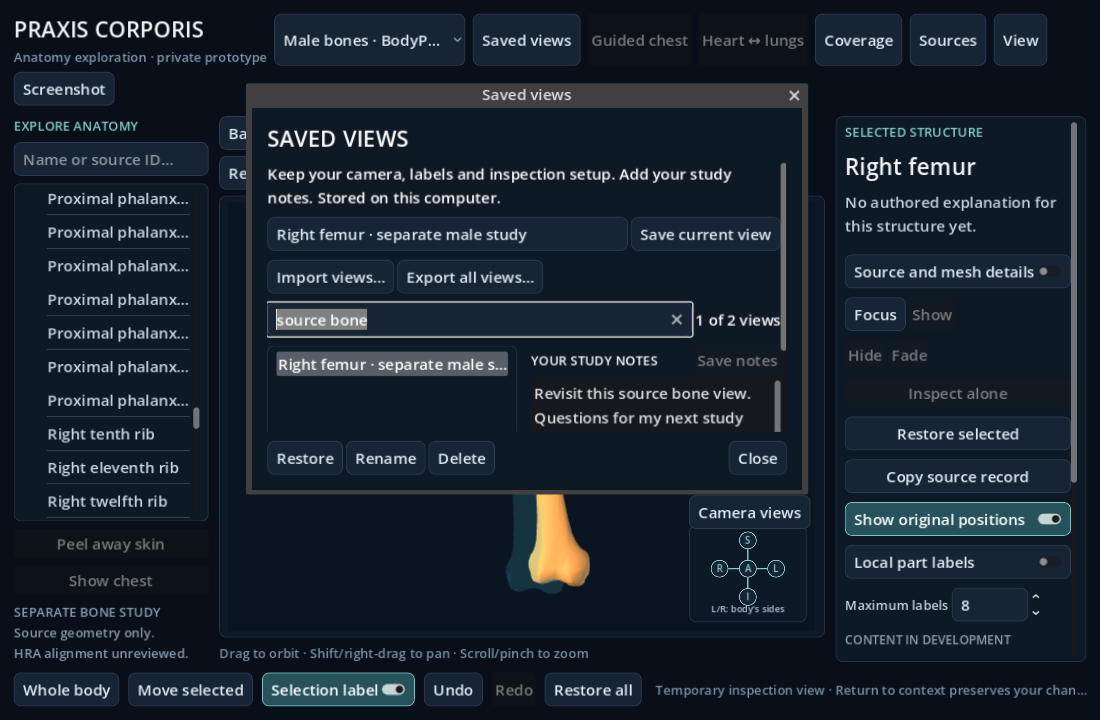 PRAXIS CORPORIS
Anatomy exploration · private prototype
Male bones · BodyP...
Saved views
Guided chest
Heart ↔ lungs
Coverage
Sources
View
Screenshot
EXPLORE ANATOMY
Name or source ID...
Proximal phalanx...
Proximal phalanx...
Proximal phalanx...
Proximal phalanx...
Proximal phalanx...
Proximal phalanx...
Proximal phalanx...
Right tenth rib
Right eleventh rib
Right twelfth rib
Peel away skin
Show chest
SEPARATE BONE STUDY
Source geometry only.
HRA alignment unreviewed.
Ba
Re
Saved views
SAVED VIEWS
Keep your camera, labels and inspection setup. Add your study
notes. Stored on this computer.
Right femur · separate male study
Save current view
Import views...
Export all views...
source bone
1 of 2 views
Right femur · separate male s...
YOUR STUDY NOTES
Save notes
Revisit this source bone view.
Questions for my next study
Restore
Rename
Delete
Close
Camera views
S
R
A
L
I
L/R: body's sides
Drag to orbit · Shift/right-drag to pan · Scroll/pinch to zoom
SELECTED STRUCTURE
Right femur
No authored explanation for
this structure yet.
Source and mesh details
Focus
Show
Hide
Fade
Inspect alone
Restore selected
Copy source record
Show original positions
Local part labels
Maximum labels
8
CONTENT IN DEVELOPMENT
Whole body
Move selected
Selection label
Undo
Redo
Restore all
Temporary inspection view · Return to context preserves your chan...